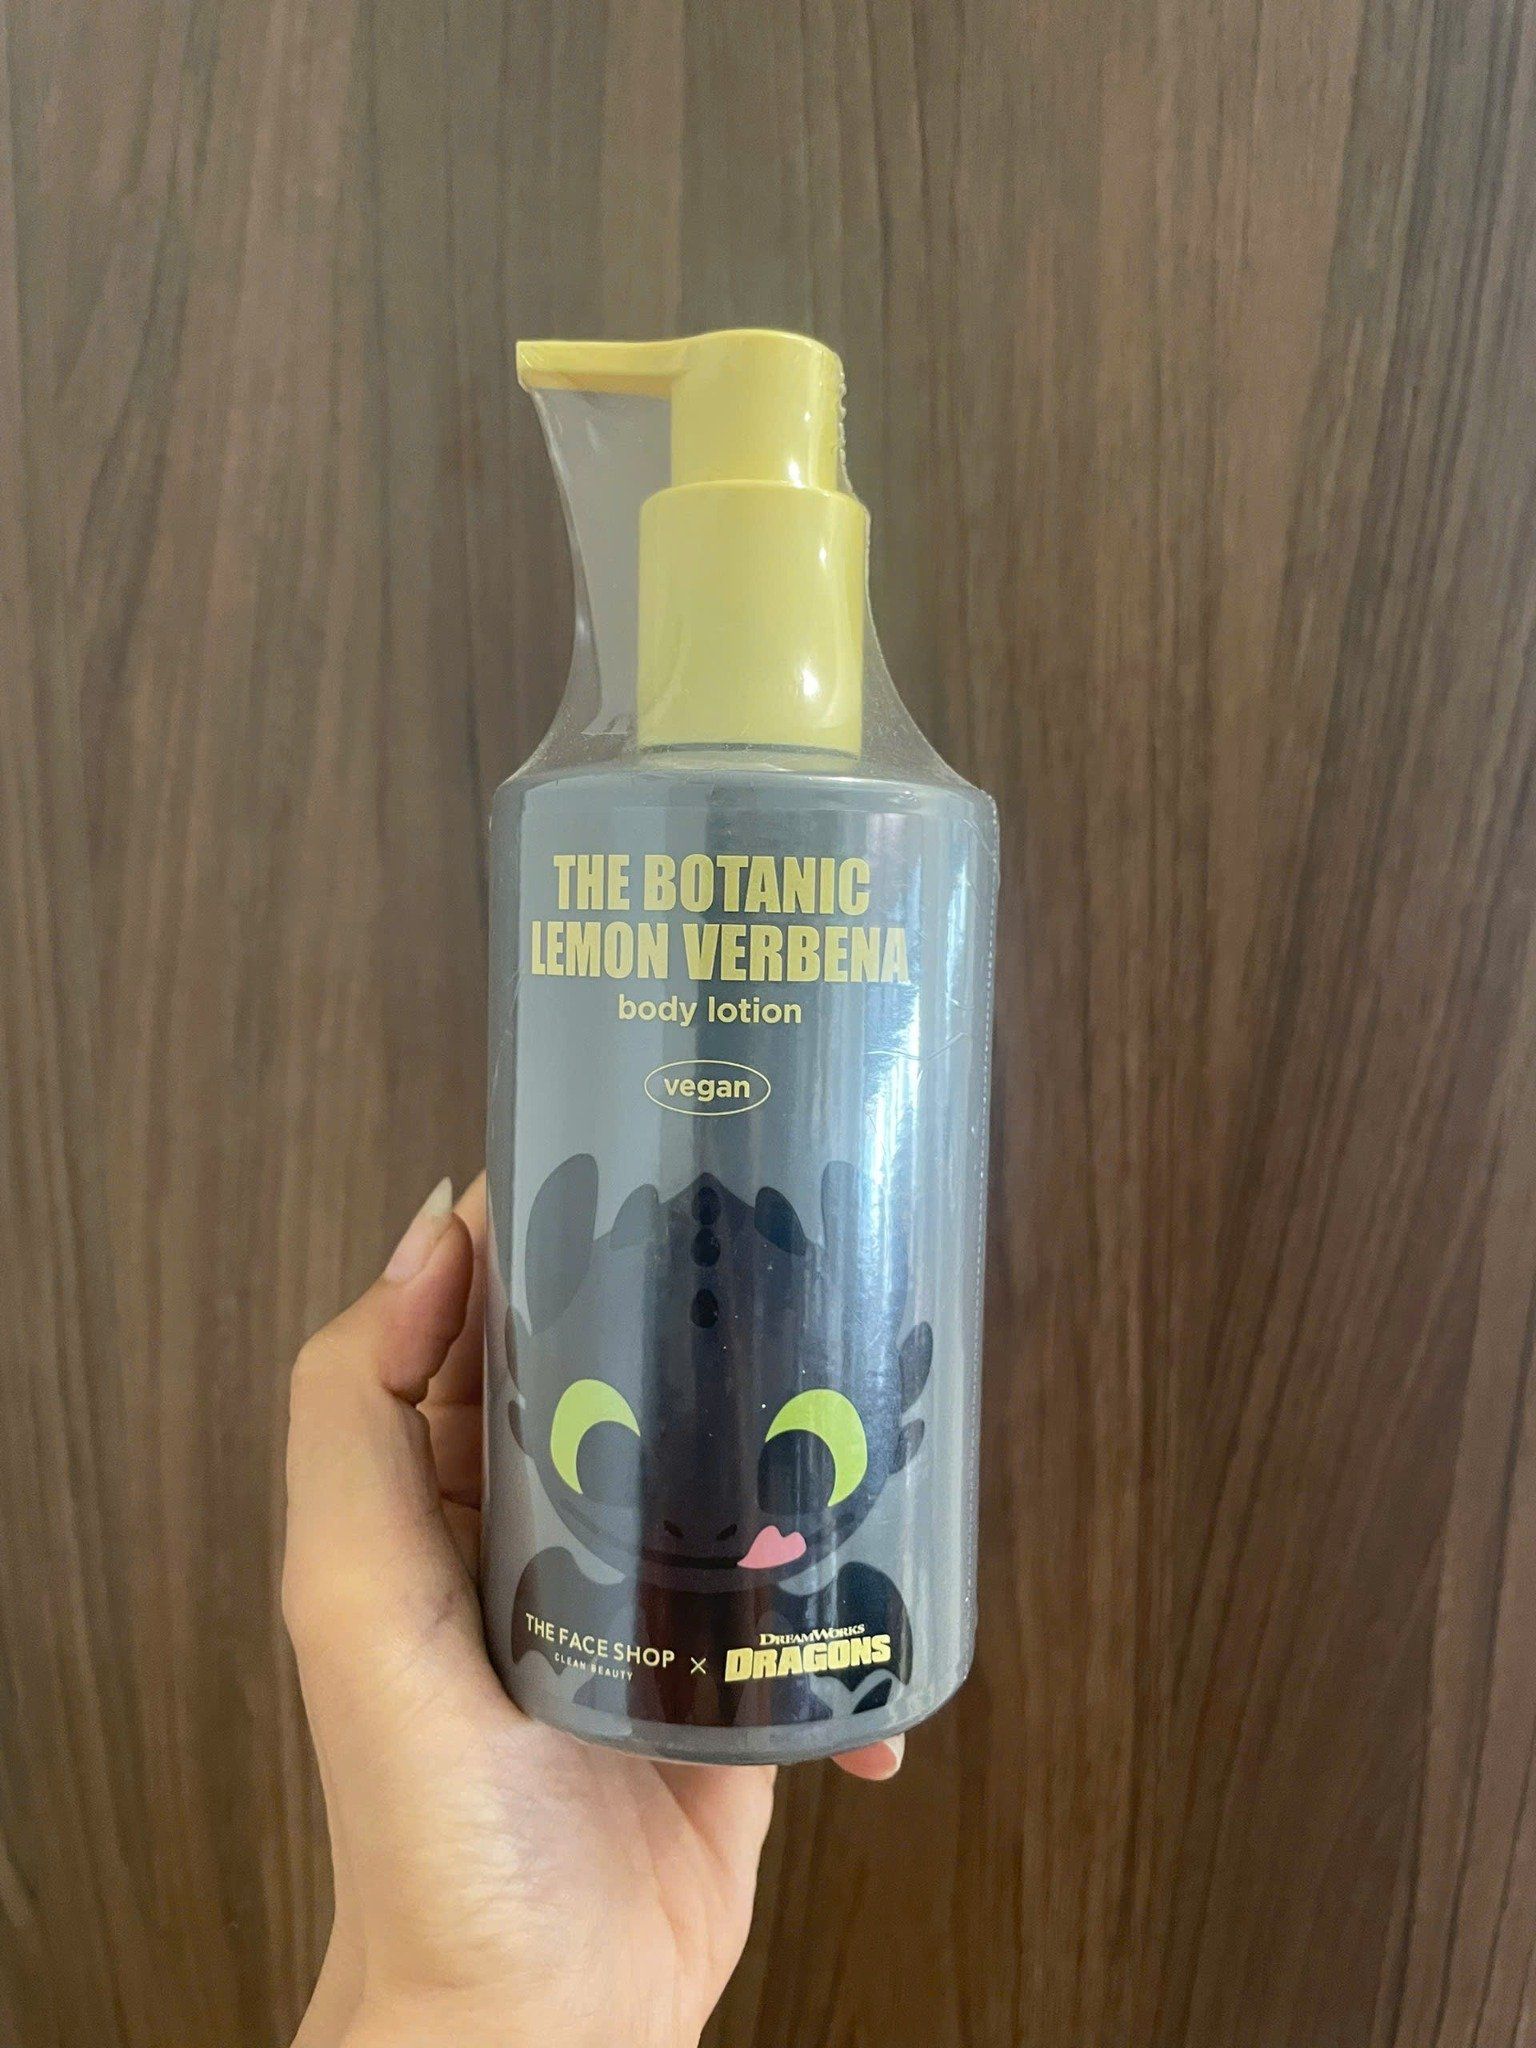 THE BOTANIC
LEMON VERBENA
body lotion
vegan
THE FACE SHOP
CLEAN BEAUTY
×
DREAMWORKS
DRAGONS